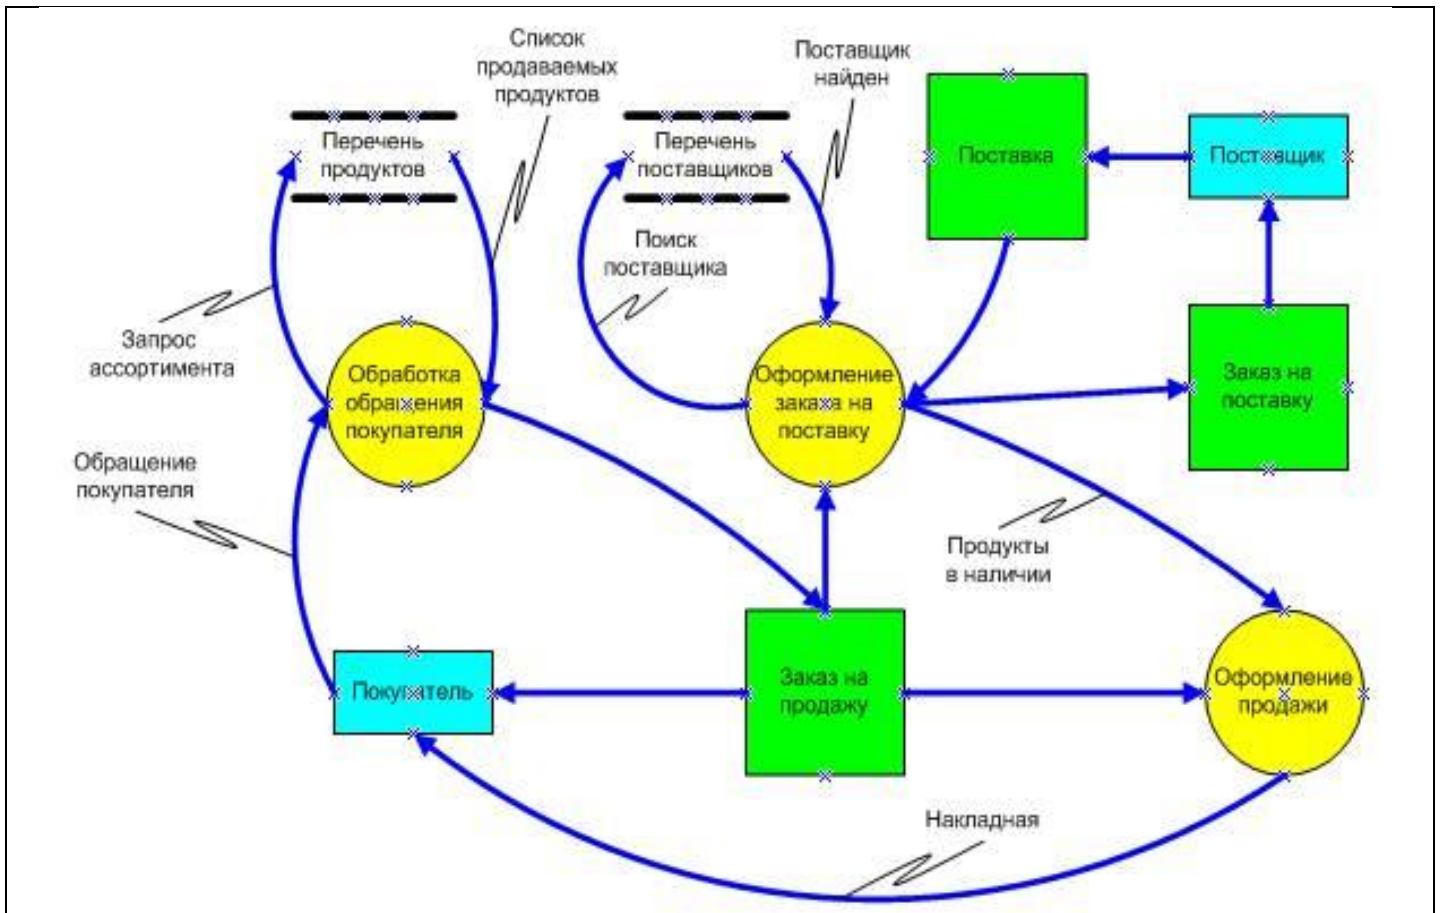 Список
продаваемых
продуктов
Поставщик
найден
Перечень
продуктов
Перечень
поставщиков
Поставка
Поставщик
Поиск
поставщика
Запрос
ассортимента
Обработка
обращения
покупателя
Оформление
заказа на
поставку
Заказ на
поставку
Обращение
покупателя
Продукты
в наличии
Покупатель
Заказ на
продажу
Оформление
продажи
Накладная